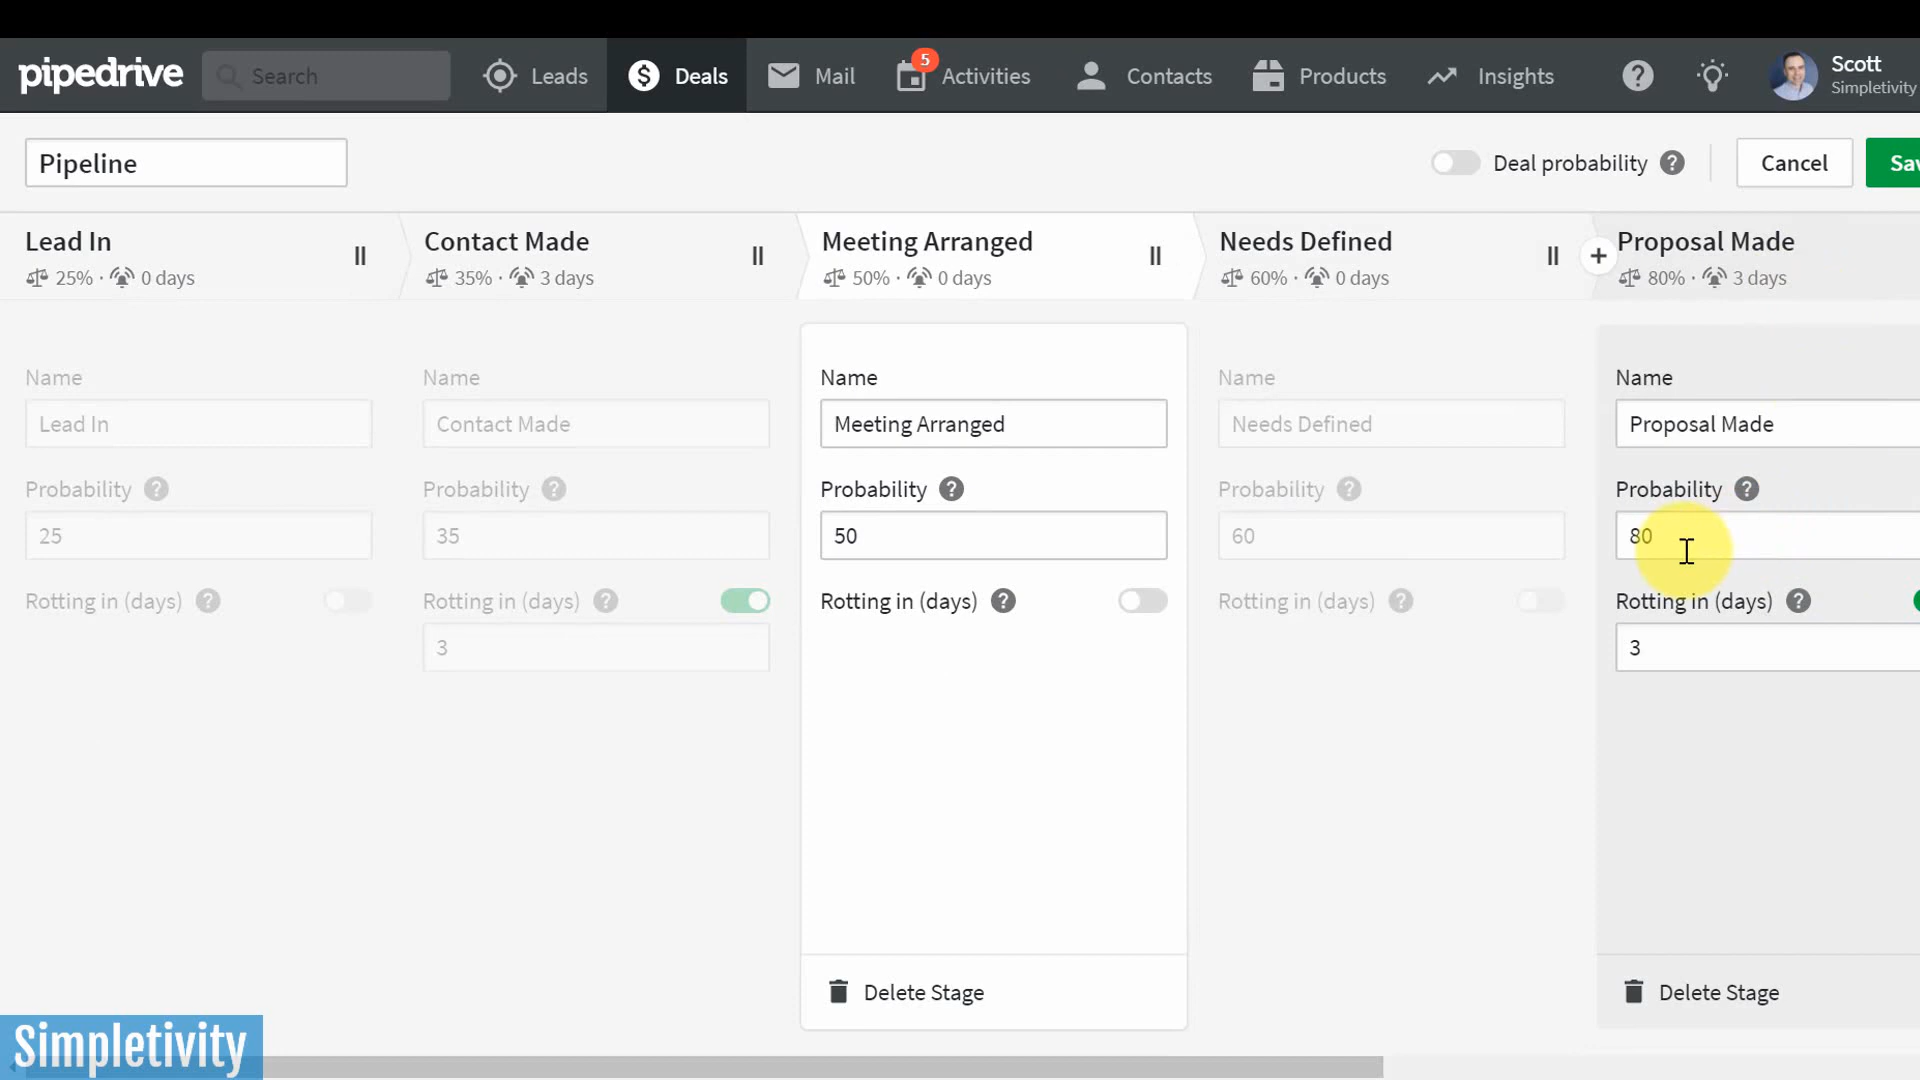 pipedrive
Search
Leads
Deals
Mail
5
Activities
Contacts
Products
Insights
Scott
Simpletivity
Pipeline
Deal probability
Cancel
Lead In
25% · 0 days
Contact Made
35% · 3 days
Meeting Arranged
50% · 0 days
Needs Defined
60% · 0 days
Proposal Made
80% · 3 days
Name
Lead In
Probability
25
Rotting in (days)
Name
Contact Made
Probability
35
Rotting in (days)
3
Name
Meeting Arranged
Probability
50
Rotting in (days)
Delete Stage
Name
Needs Defined
Probability
60
Rotting in (days)
Name
Proposal Made
Probability
80
Rotting in (days)
3
Delete Stage
Simpletivity